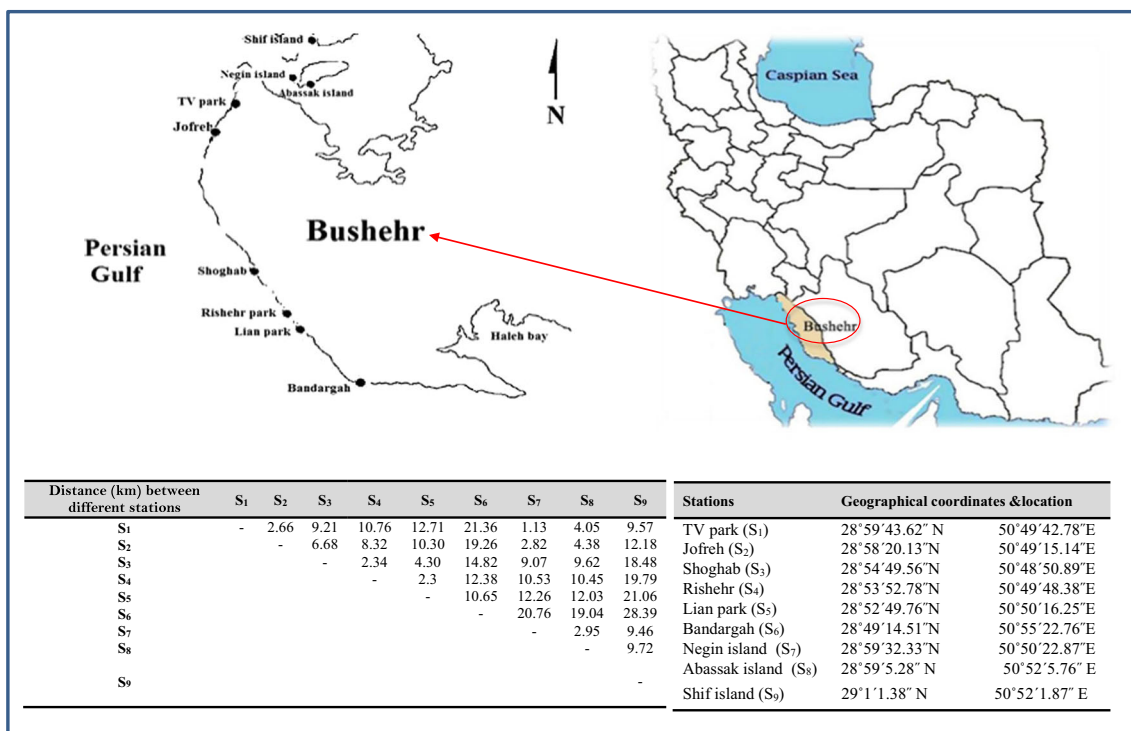 Shif island
Negin island
Abassak island
TV park
Jofreh
N
Bushehr
Persian
Gulf
Shoghab
Rishehr park
Lian park
Haleh bay
Bandargah
Caspian Sea
Bushehr
Persian Gulf
Distance (km) between different stations S₁ S₂ S₃ S₄ S₅ S₆ S₇ S₈ S₉
S₁ - 2.66 9.21 10.76 12.71 21.36 1.13 4.05 9.57
S₂ - 6.68 8.32 10.30 19.26 2.82 4.38 12.18
S₃ - 2.34 4.30 14.82 9.07 9.62 18.48
S₄ - 2.3 12.38 10.53 10.45 19.79
S₅ - 10.65 12.26 12.03 21.06
S₆ - 20.76 19.04 28.39
S₇ - 2.95 9.46
S₈ - 9.72
S₉ -
Stations Geographical coordinates &location
TV park (S₁) 28°59´43.62˝ N 50°49´42.78˝E
Jofreh (S₂) 28°58´20.13˝N 50°49´15.14˝E
Shoghab (S₃) 28°54´49.56˝N 50°48´50.89˝E
Rishehr (S₄) 28°53´52.78˝N 50°49´48.38˝E
Lian park (S₅) 28°52´49.76˝N 50°50´16.25˝E
Bandargah (S₆) 28°49´14.51˝N 50°55´22.76˝E
Negin island (S₇) 28°59´32.33˝N 50°50´22.87˝E
Abassak island (S₈) 28°59´5.28˝ N 50°52´5.76˝ E
Shif island (S₉) 29°1´1.38˝ N 50°52´1.87˝ E